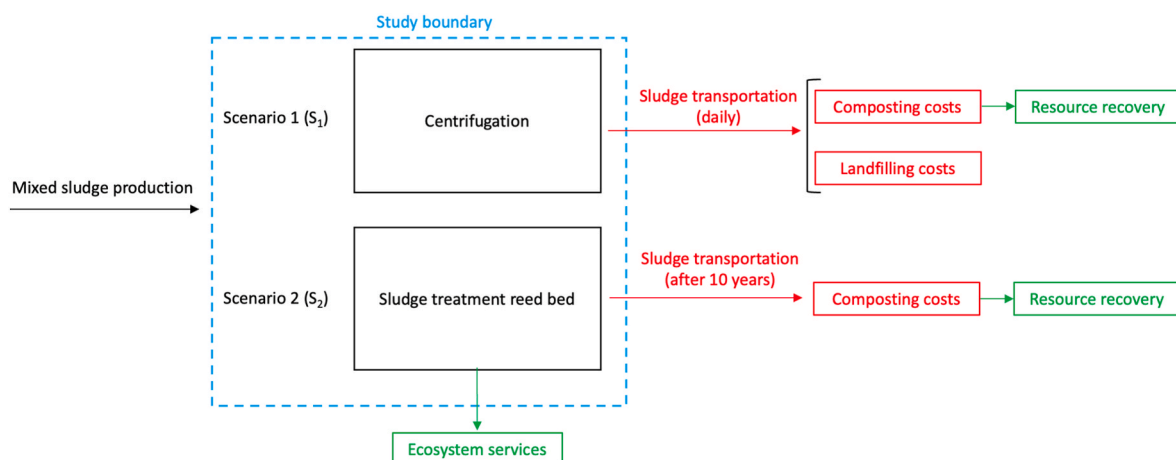 Study boundary
Scenario 1 (S₁)
Centrifugation
Sludge transportation
(daily)
Composting costs
Resource recovery
Landfilling costs
Mixed sludge production
Scenario 2 (S₂)
Sludge treatment reed bed
Sludge transportation
(after 10 years)
Composting costs
Resource recovery
Ecosystem services